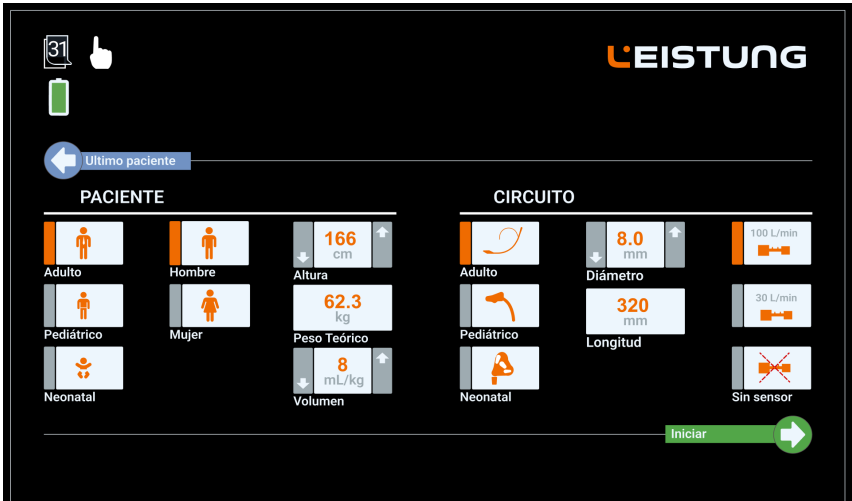 31
LEISTUNG
Ultimo paciente
PACIENTE
CIRCUITO
166
cm
8.0
mm
100 L/min
Adulto
Hombre
Altura
Adulto
Diámetro
62.3
kg
320
mm
30 L/min
Pediátrico
Mujer
Peso Teórico
Pediátrico
Longitud
8
mL/kg
Neonatal
Volumen
Neonatal
Sin sensor
Iniciar